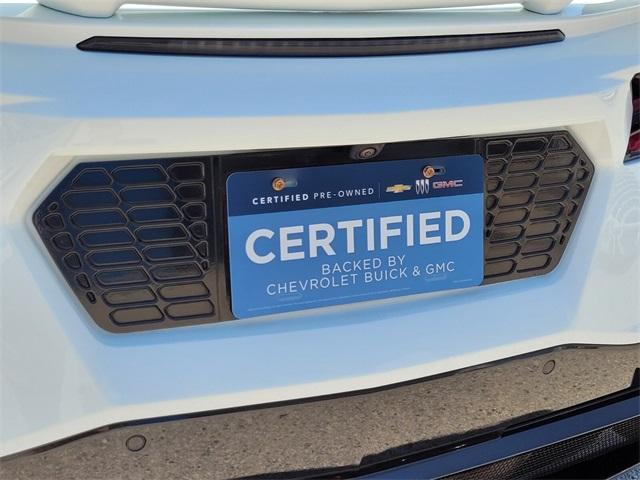 CERTIFIED PRE-OWNED GMC
CERTIFIED
BACKED BY
CHEVROLET BUICK & GMC